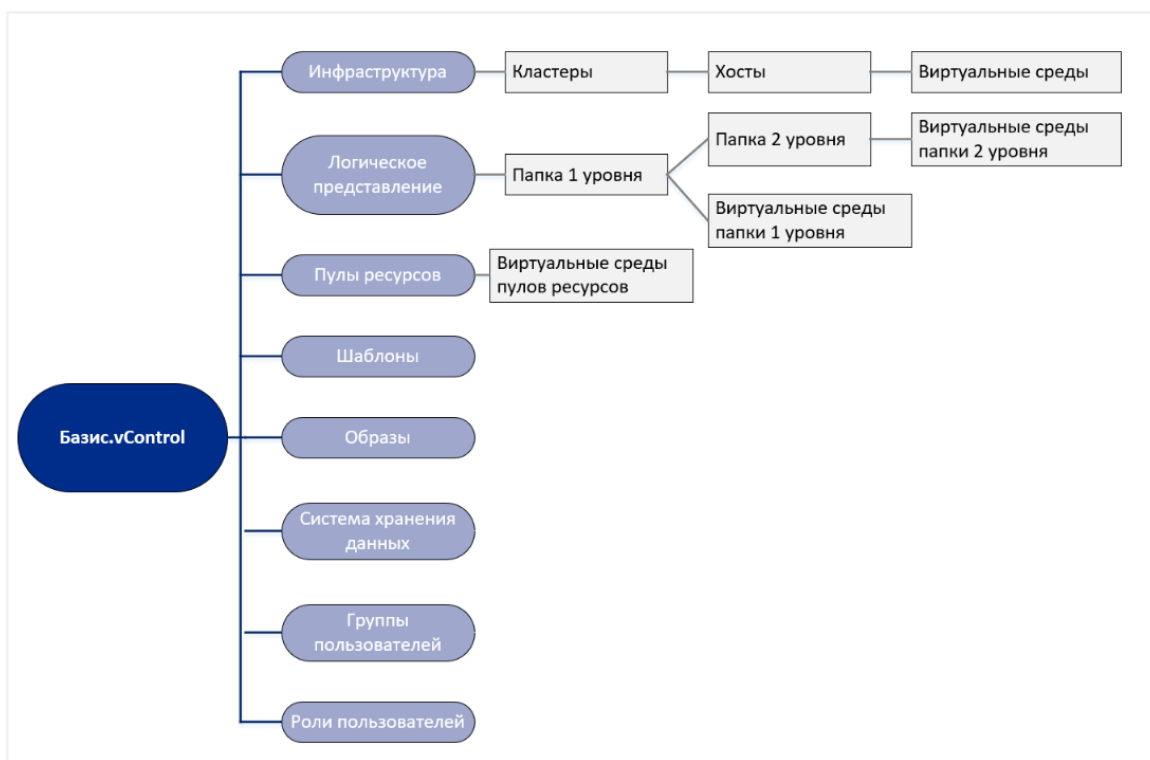 Инфраструктура
Кластеры
Хосты
Виртуальные среды
Логическое
представление
Папка 1 уровня
Папка 2 уровня
Виртуальные среды
папки 2 уровня
Виртуальные среды
папки 1 уровня
Пулы ресурсов
Виртуальные среды
пулов ресурсов
Шаблоны
Базис.vControl
Образы
Система хранения
данных
Группы
пользователей
Роли пользователей